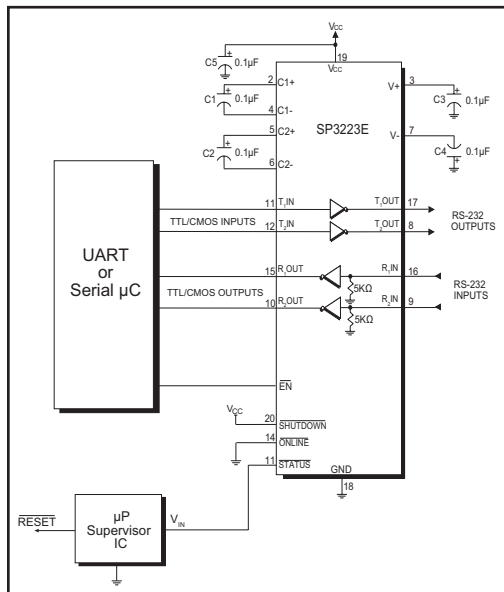 VCC
19
VCC
C5
+
0.1µF
2
C1+
C1
+
0.1µF
4
C1-
5
C2+
C2
+
0.1µF
6
C2-
SP3223E
3
V+
C3
+
0.1µF
7
V-
C4
0.1µF
+
UART
or
Serial µC
TTL/CMOS INPUTS
11
T1IN
T1OUT
17
12
T2IN
T2OUT
8
RS-232
OUTPUTS
TTL/CMOS OUTPUTS
15
R1OUT
R1IN
16
5KΩ
10
R2OUT
R2IN
9
5KΩ
RS-232
INPUTS
EN
VCC
20
SHUTDOWN
14
ONLINE
11
STATUS
GND
18
RESET
µP
Supervisor
IC
VIN